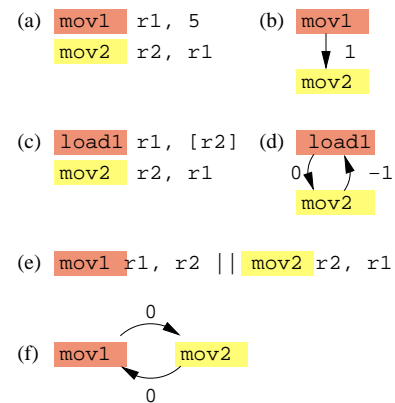 (a) mov1 r1, 5
mov2 r2, r1
(b) mov1
1
mov2
(c) load1 r1, [r2]
mov2 r2, r1
(d) load1
0 -1
mov2
(e) mov1 r1, r2 || mov2 r2, r1
0
(f) mov1 mov2
0